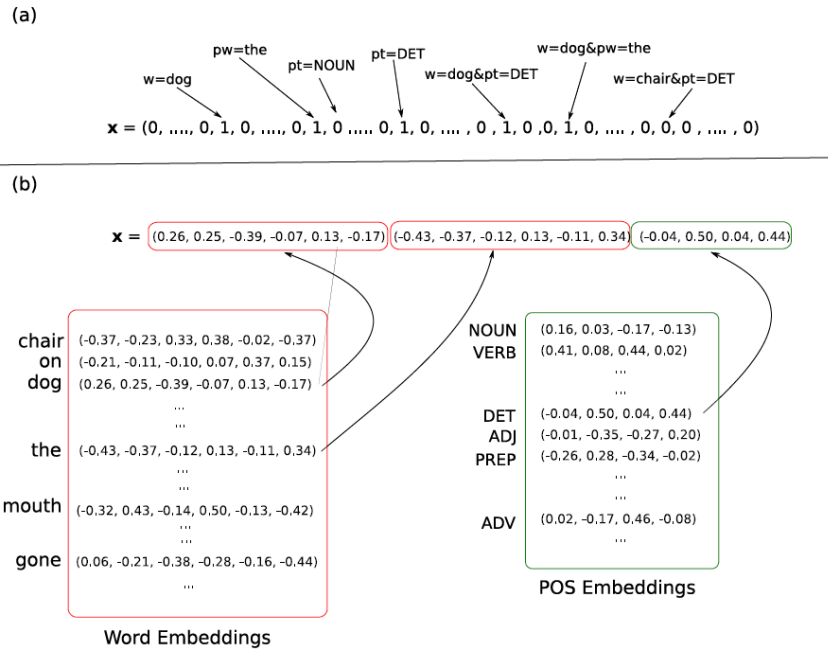 (a)
pw=the
w=dog
pt=NOUN
pt=DET
w=dog&pt=DET
w=dog&pw=the
w=chair&pt=DET
x = (0, ...., 0, 1, 0, ...., 0, 1, 0 ..... 0, 1, 0, .... , 0 , 1, 0 ,0, 1, 0, .... , 0, 0, 0 , .... , 0)
(b)
x = (0.26, 0.25, -0.39, -0.07, 0.13, -0.17) (-0.43, -0.37, -0.12, 0.13, -0.11, 0.34) (-0.04, 0.50, 0.04, 0.44)
chair (-0.37, -0.23, 0.33, 0.38, -0.02, -0.37)
on (-0.21, -0.11, -0.10, 0.07, 0.37, 0.15)
dog (0.26, 0.25, -0.39, -0.07, 0.13, -0.17)
...
...
the (-0.43, -0.37, -0.12, 0.13, -0.11, 0.34)
...
...
mouth (-0.32, 0.43, -0.14, 0.50, -0.13, -0.42)
...
...
gone (0.06, -0.21, -0.38, -0.28, -0.16, -0.44)
...
Word Embeddings
NOUN (0.16, 0.03, -0.17, -0.13)
VERB (0.41, 0.08, 0.44, 0.02)
...
...
DET (-0.04, 0.50, 0.04, 0.44)
ADJ (-0.01, -0.35, -0.27, 0.20)
PREP (-0.26, 0.28, -0.34, -0.02)
...
...
ADV (0.02, -0.17, 0.46, -0.08)
...
POS Embeddings